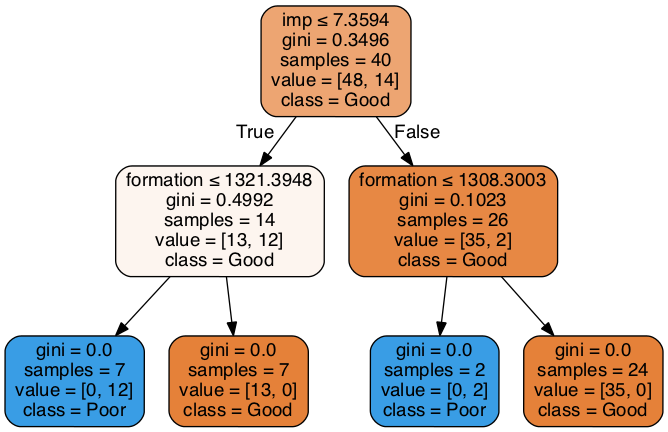 imp ≤ 7.3594
gini = 0.3496
samples = 40
value = [48, 14]
class = Good
True
False
formation ≤ 1321.3948
gini = 0.4992
samples = 14
value = [13, 12]
class = Good
formation ≤ 1308.3003
gini = 0.1023
samples = 26
value = [35, 2]
class = Good
gini = 0.0
samples = 7
value = [0, 12]
class = Poor
gini = 0.0
samples = 7
value = [13, 0]
class = Good
gini = 0.0
samples = 2
value = [0, 2]
class = Poor
gini = 0.0
samples = 24
value = [35, 0]
class = Good